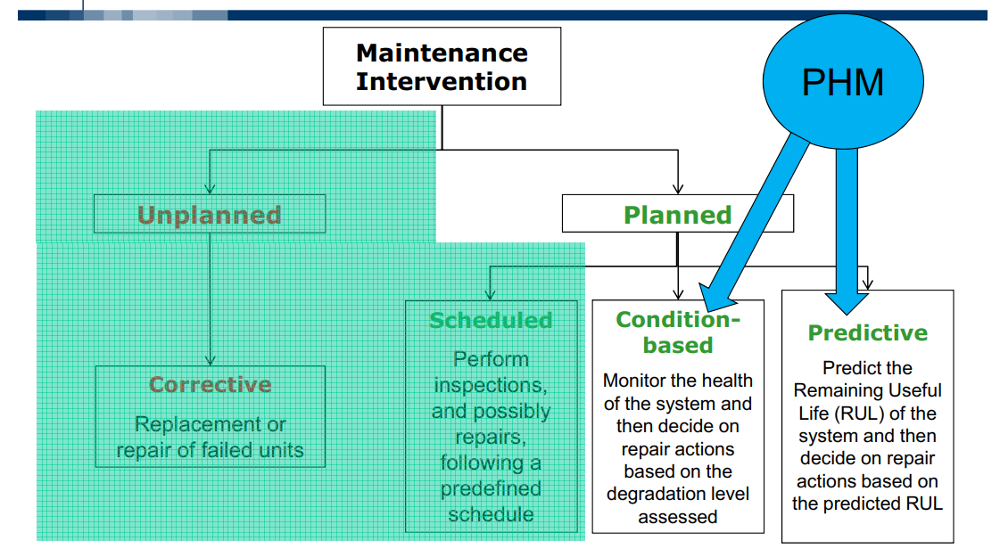 Maintenance
Intervention
PHM
Unplanned
Planned
Corrective
Replacement or
repair of failed units
Scheduled
Perform
inspections,
and possibly
repairs,
following a
predefined
schedule
Condition-
based
Monitor the health
of the system and
then decide on
repair actions
based on the
degradation level
assessed
Predictive
Predict the
Remaining Useful
Life (RUL) of the
system and then
decide on repair
actions based on
the predicted RUL